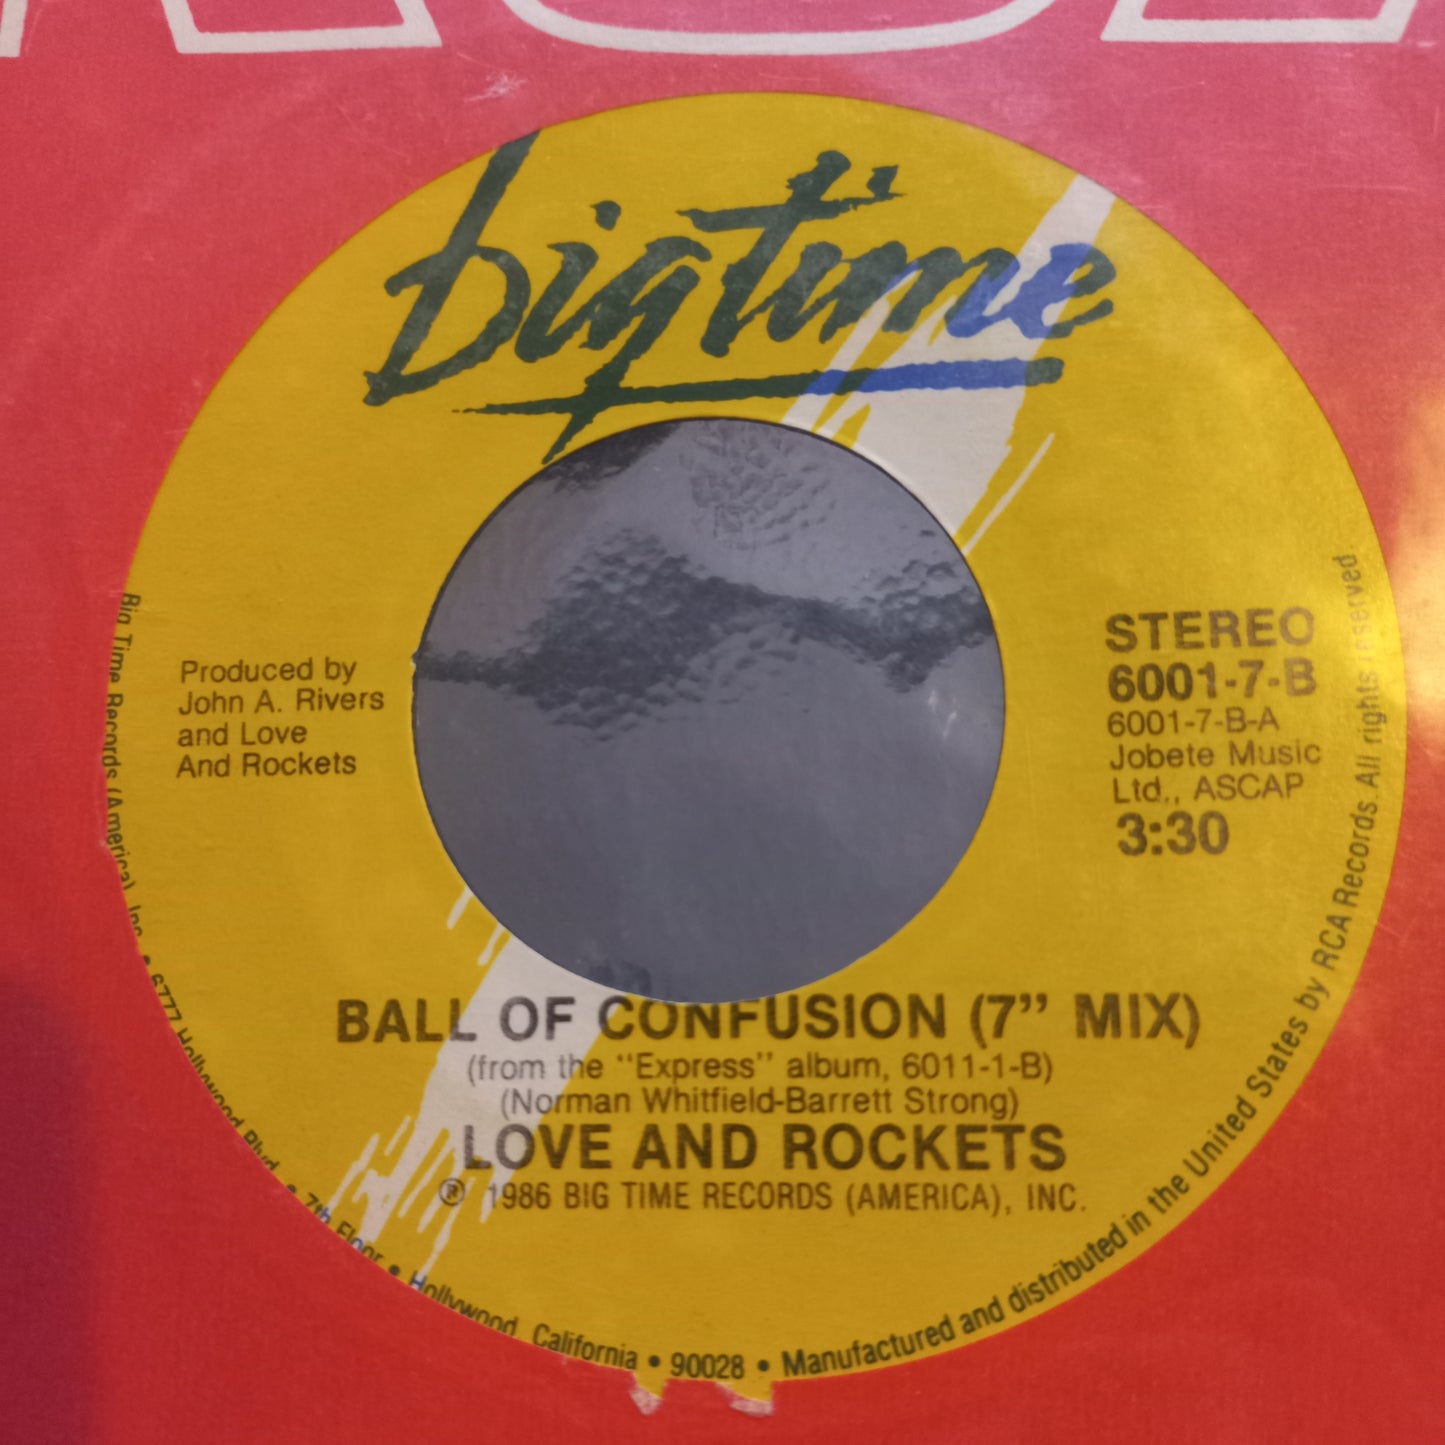 bigtime
STEREO
6001-7-B
6001-7-B-A
Jobete Music
Ltd., ASCAP
3:30
Produced by
John A. Rivers
and Love
And Rockets
BALL OF CONFUSION (7” MIX)
(from the “Express” album, 6011-1-B)
(Norman Whitfield-Barrett Strong)
LOVE AND ROCKETS
℗ 1986 BIG TIME RECORDS (AMERICA), INC.
Big Time Records (America), Inc. • 6777 Hollywood Blvd. • 7th Floor • Hollywood, California • 90028 • Manufactured and distributed in the United States by RCA Records. All rights reserved.